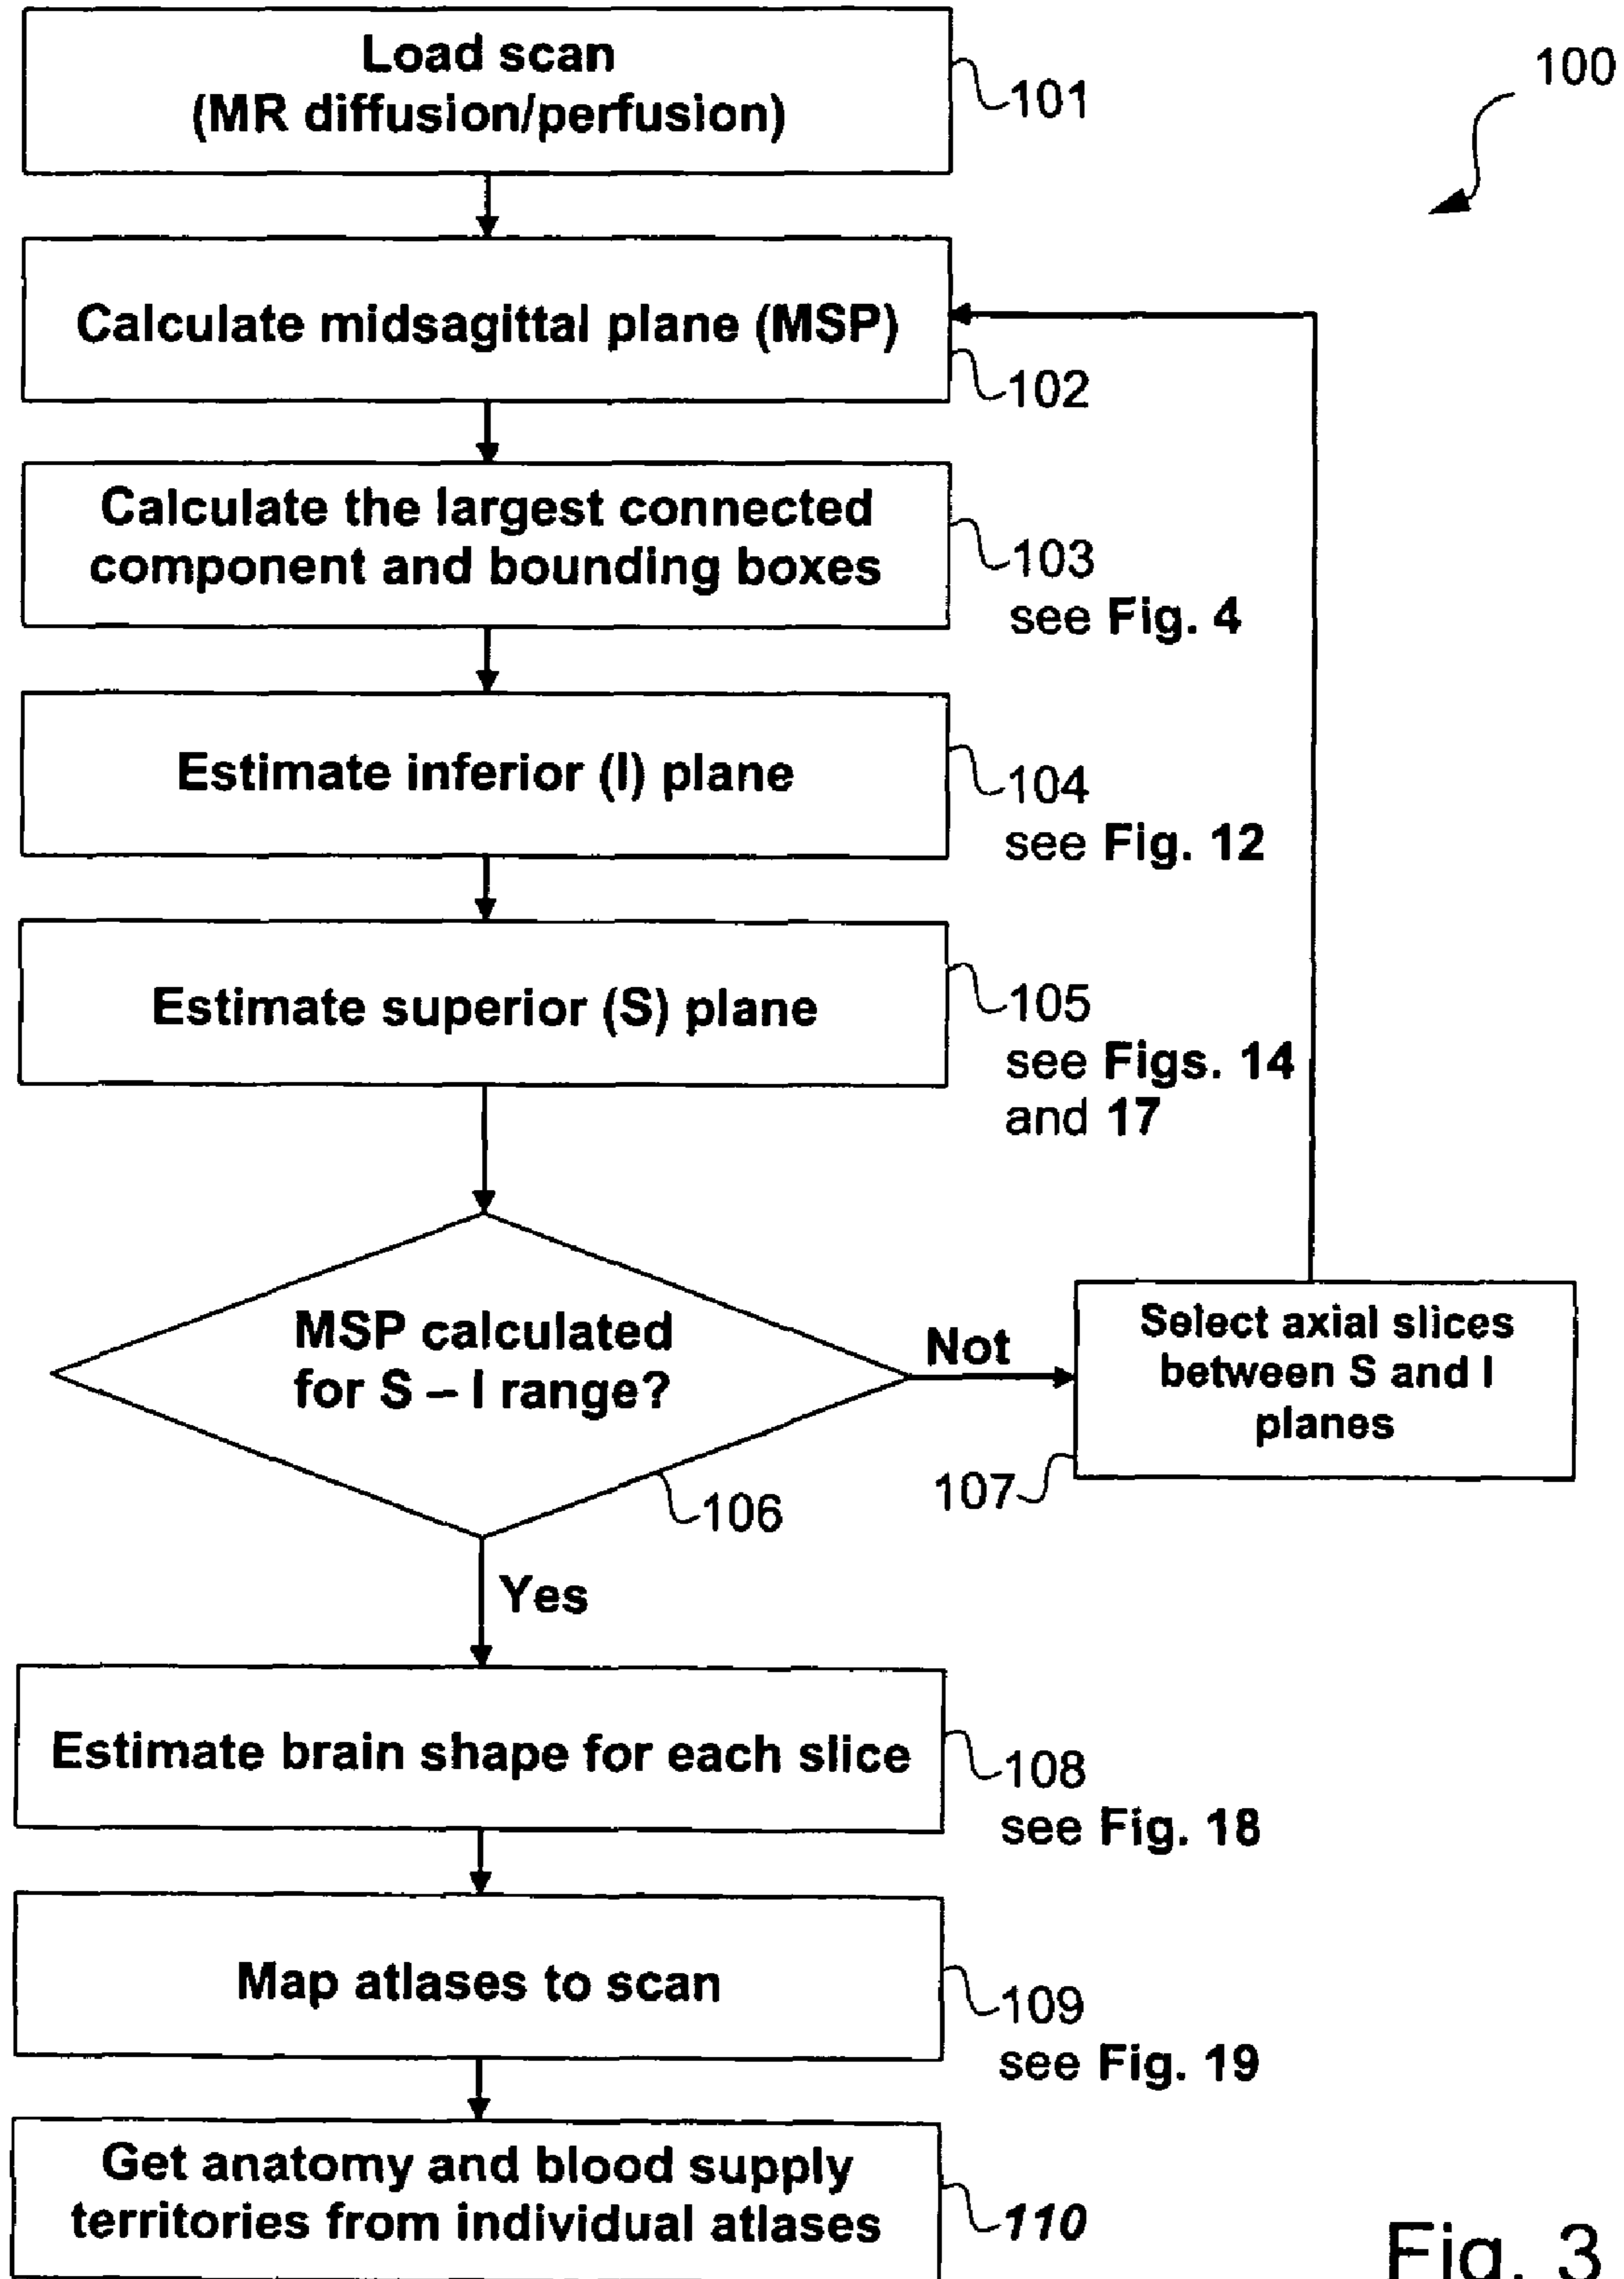 Load scan
(MR diffusion/perfusion)
101
100
Calculate midsagittal plane (MSP)
102
Calculate the largest connected
component and bounding boxes
103
see Fig. 4
Estimate inferior (I) plane
104
see Fig. 12
Estimate superior (S) plane
105
see Figs. 14
and 17
MSP calculated
for S – I range?
106
Not
Select axial slices
between S and I
planes
107
Yes
Estimate brain shape for each slice
108
see Fig. 18
Map atlases to scan
109
see Fig. 19
Get anatomy and blood supply
territories from individual atlases
110
Fig. 3